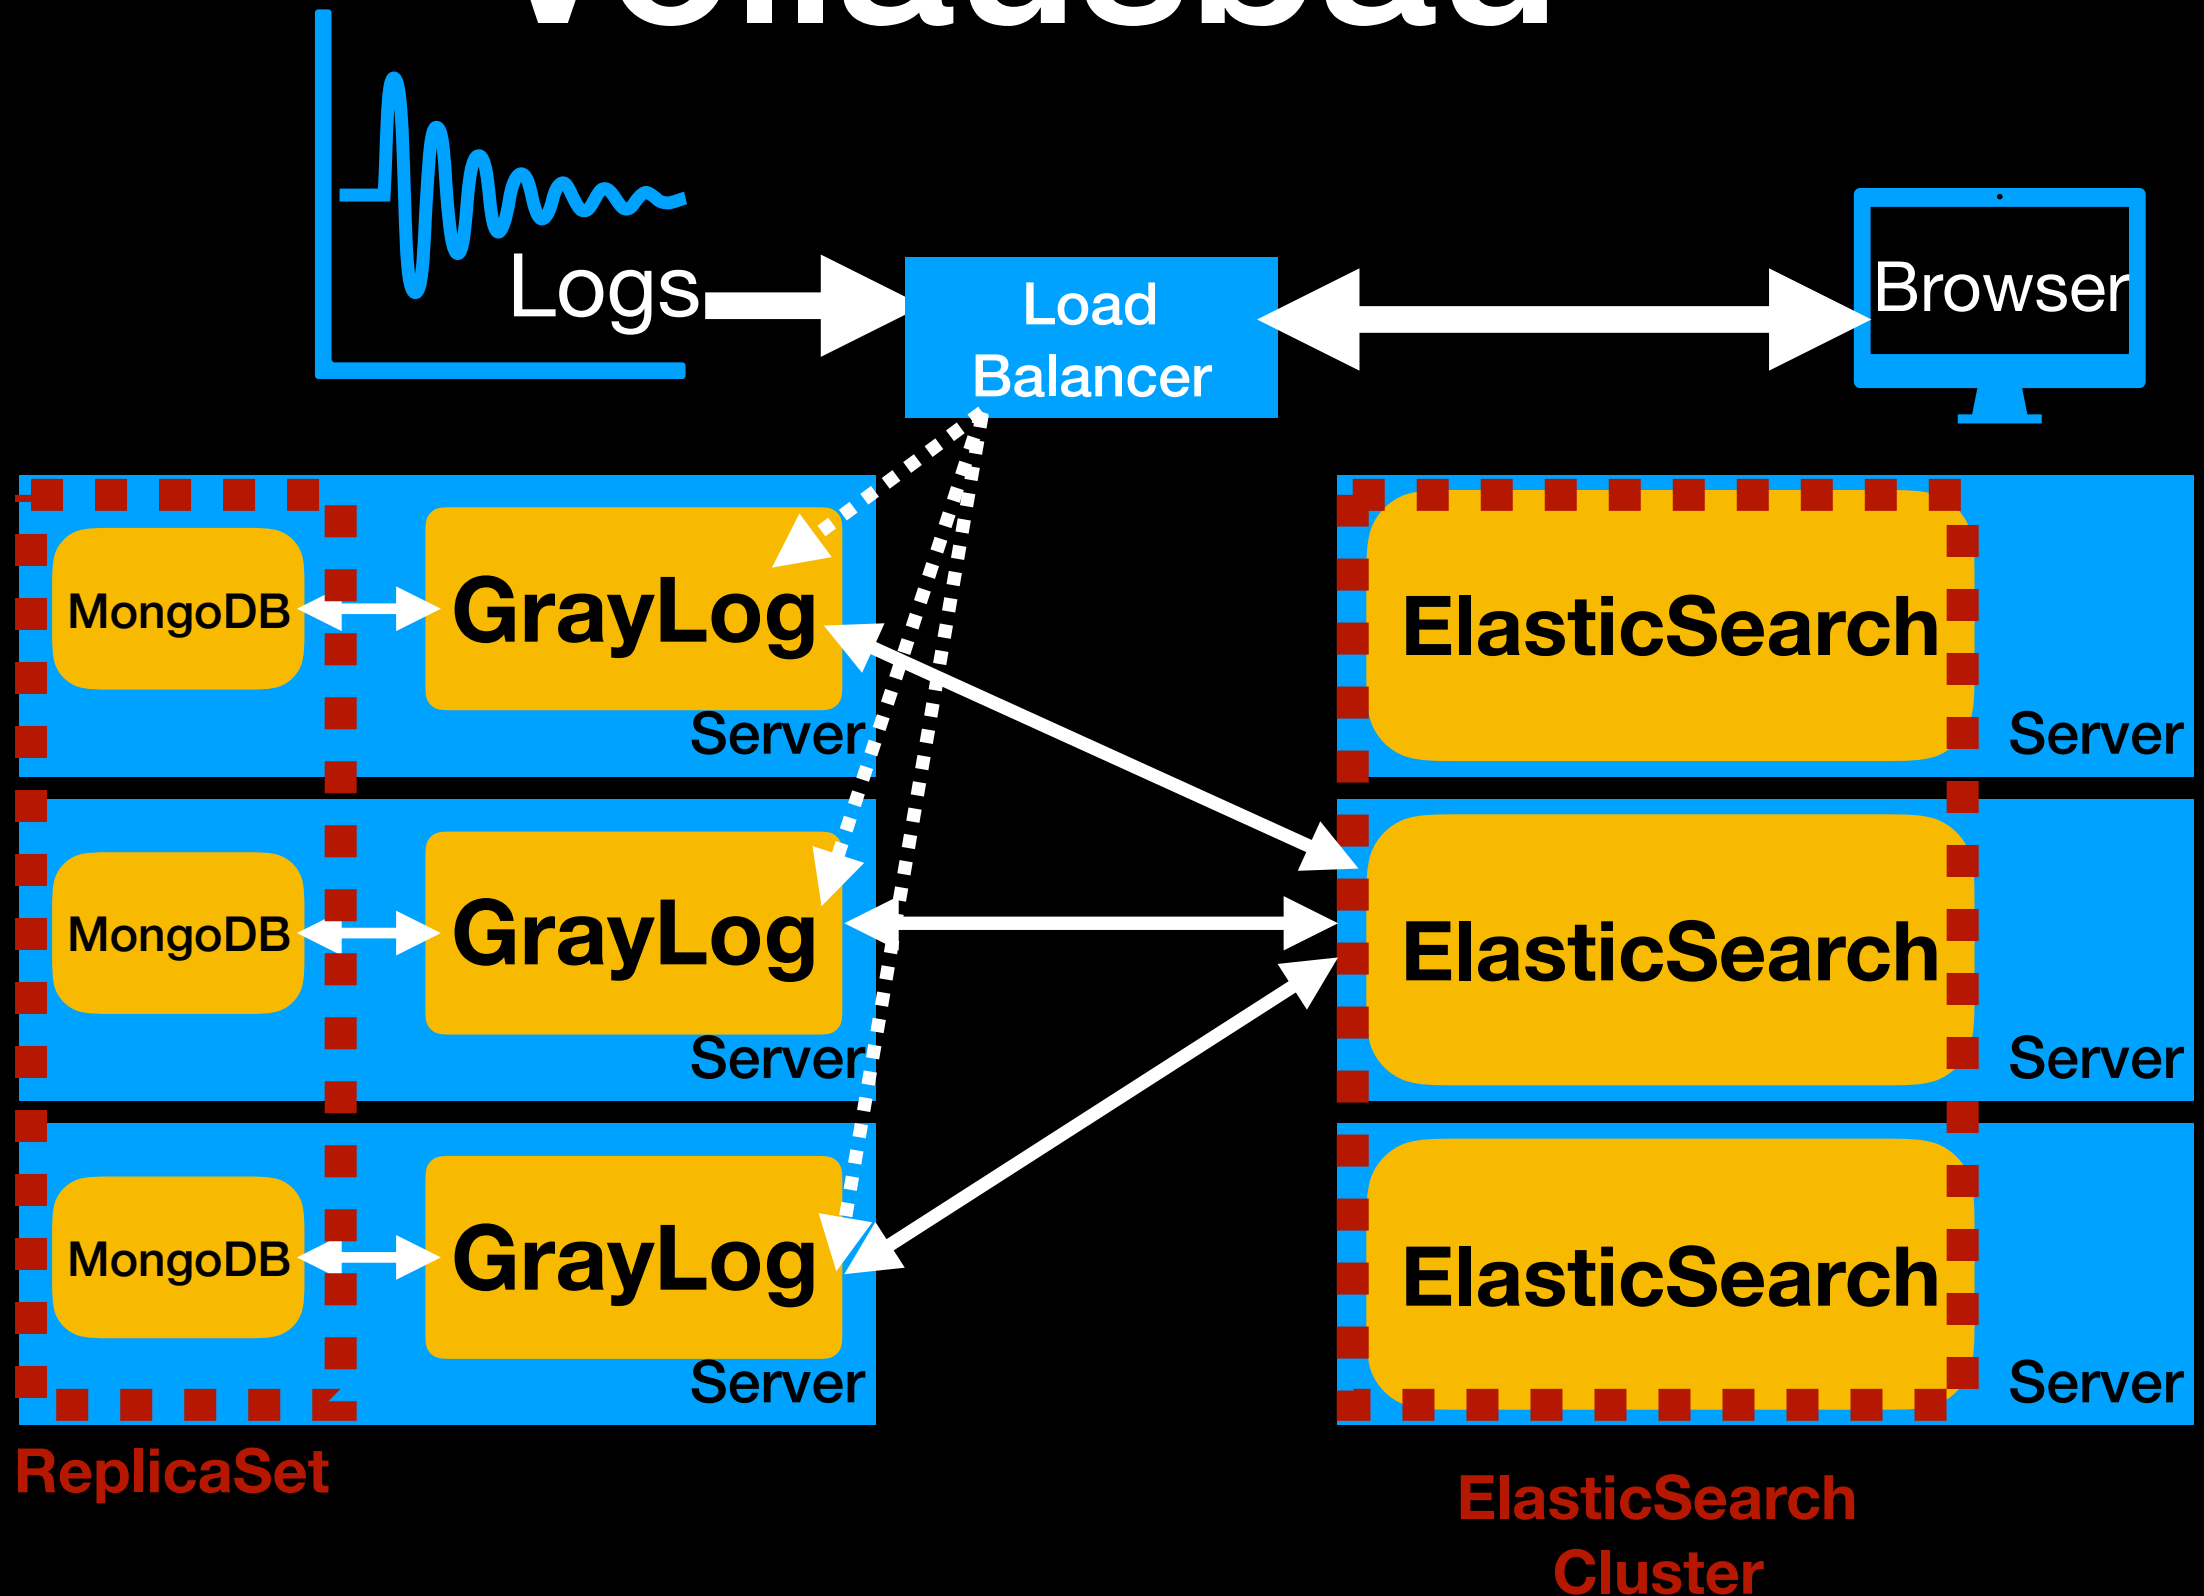 Logs
Load
Balancer
Browser
MongoDB
GrayLog
Server
ElasticSearch
Server
MongoDB
GrayLog
Server
ElasticSearch
Server
MongoDB
GrayLog
Server
ElasticSearch
Server
ReplicaSet
ElasticSearch
Cluster